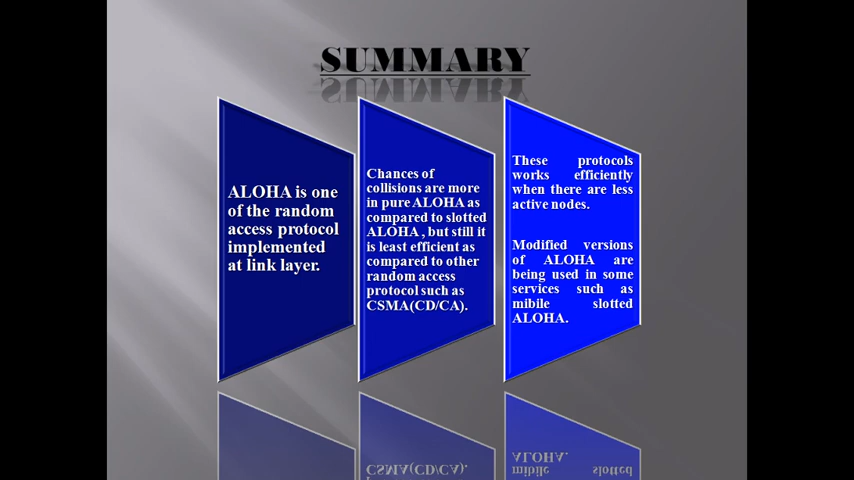 SUMMARY
ALOHA is one
of the random
access protocol
implemented
at link layer.
Chances of
collisions are more
in pure ALOHA as
compared to slotted
ALOHA , but still it
is least efficient as
compared to other
random access
protocol such as
CSMA(CD/CA).
These protocols
works efficiently
when there are less
active nodes.
Modified versions
of ALOHA are
being used in some
services such as
mibile slotted
ALOHA.